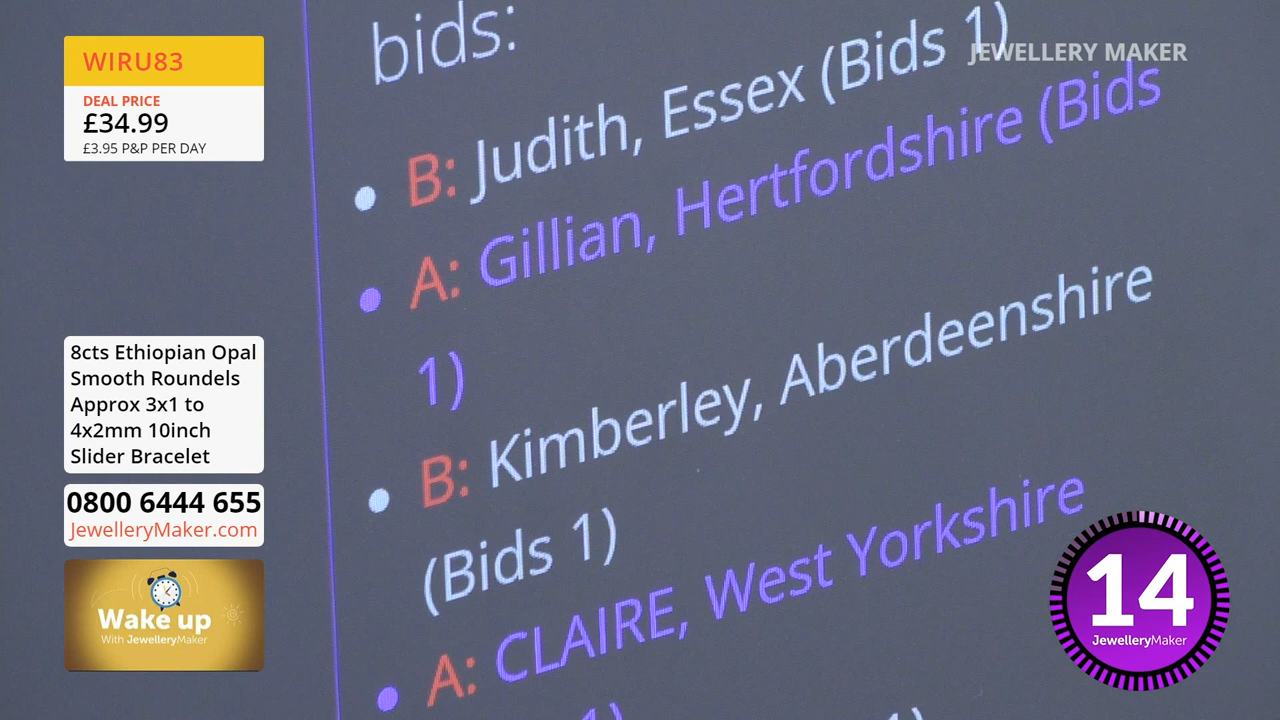 WIRU83
DEAL PRICE
£34.99
£3.95 P&P PER DAY
8cts Ethiopian Opal
Smooth Roundels
Approx 3x1 to
4x2mm 10inch
Slider Bracelet
0800 6444 655
JewelleryMaker.com
Wake up
With JewelleryMaker
JEWELLERY MAKER
bids:
• B: Judith, Essex (Bids 1)
• A: Gillian, Hertfordshire (Bids
1)
• B: Kimberley, Aberdeenshire
(Bids 1)
• A: CLAIRE, West Yorkshire
1)
14
JewelleryMaker